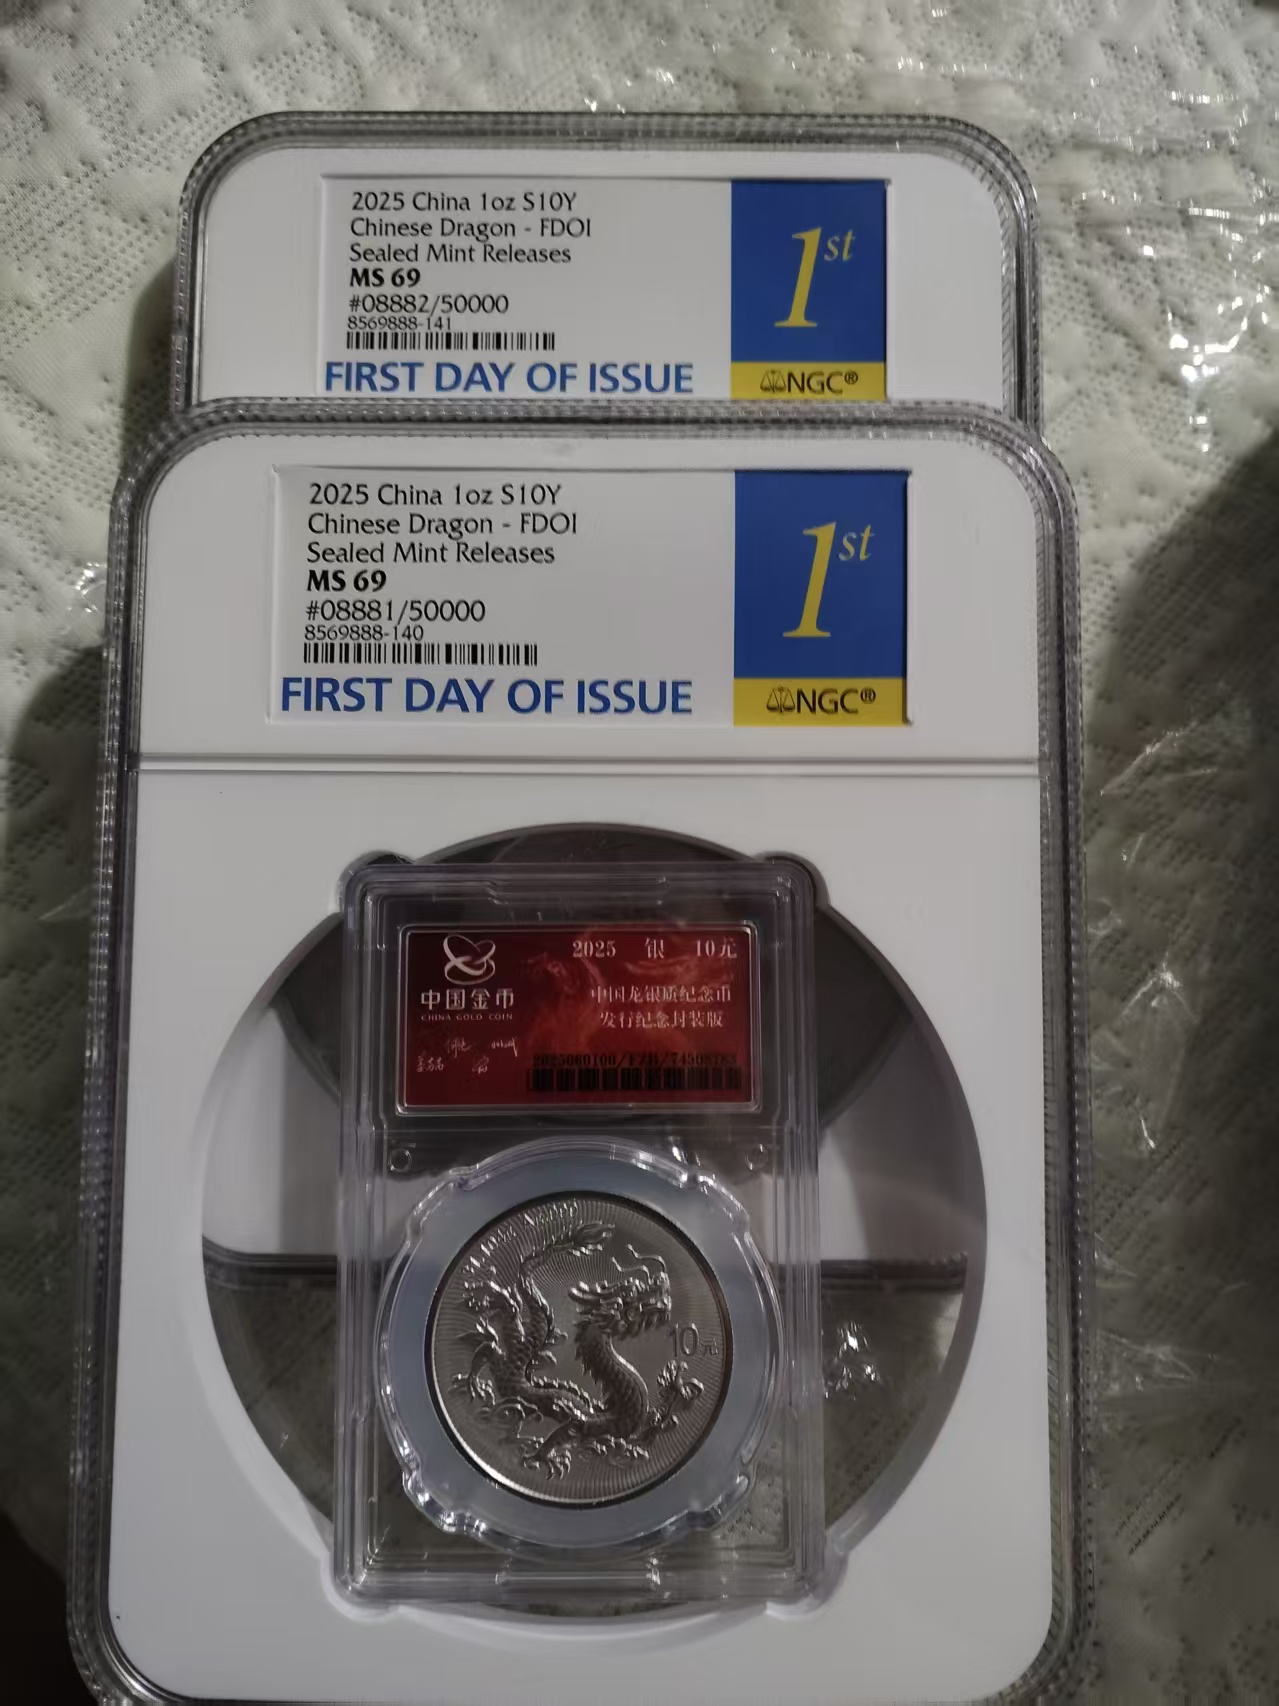 2025 China 1oz S10Y
Chinese Dragon - FDOI
Sealed Mint Releases
MS 69
#08882/50000
8569888-141
FIRST DAY OF ISSUE
1st
NGC®
2025 China 1oz S10Y
Chinese Dragon - FDOI
Sealed Mint Releases
MS 69
#08881/50000
8569888-140
FIRST DAY OF ISSUE
1st
NGC®
中国金币
CHINA GOLD COIN
2025 银 10元
中国龙银质纪念币
发行纪念封装版
10元